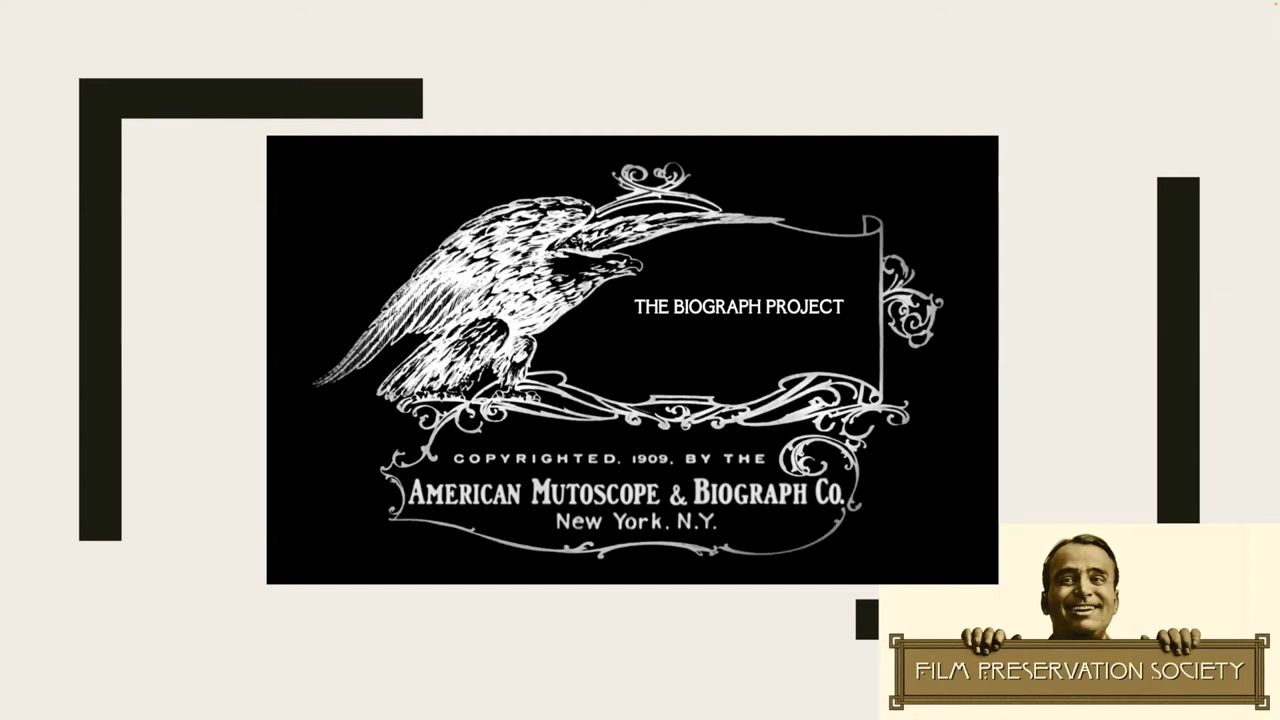 THE BIOGRAPH PROJECT
COPYRIGHTED, 1909, BY THE
AMERICAN MUTOSCOPE & BIOGRAPH CO.
New York, N.Y.
FILM PRESERVATION SOCIETY